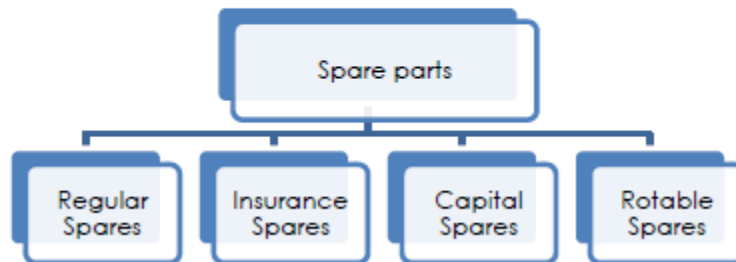 Spare parts
Regular
Spares
Insurance
Spares
Capital
Spares
Rotable
Spares